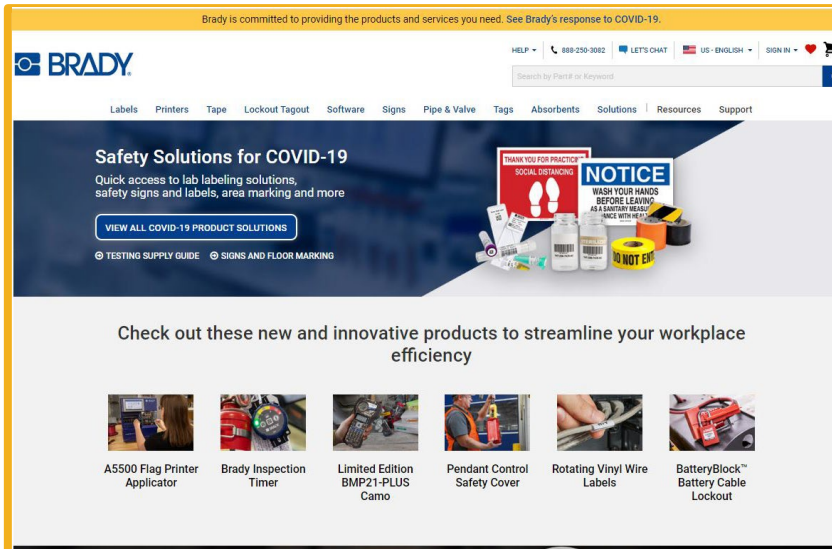 Brady is committed to providing the products and services you need. See Brady's response to COVID-19.
HELP
888-250-3082
LET'S CHAT
US - ENGLISH
SIGN IN
BRADY
Search by Part# or Keyword
Labels Printers Tape Lockout Tagout Software Signs Pipe & Valve Tags Absorbents Solutions Resources Support
Safety Solutions for COVID-19
Quick access to lab labeling solutions,
safety signs and labels, area marking and more
VIEW ALL COVID-19 PRODUCT SOLUTIONS
TESTING SUPPLY GUIDE SIGNS AND FLOOR MARKING
THANK YOU FOR PRACTICING
SOCIAL DISTANCING
NOTICE
WASH YOUR HANDS
BEFORE LEAVING
AS A SANITARY MEASURE
DO NOT ENT
Check out these new and innovative products to streamline your workplace
efficiency
A5500 Flag Printer
Applicator
Brady Inspection
Timer
Limited Edition
BMP21-PLUS
Camo
Pendant Control
Safety Cover
Rotating Vinyl Wire
Labels
BatteryBlock™
Battery Cable
Lockout